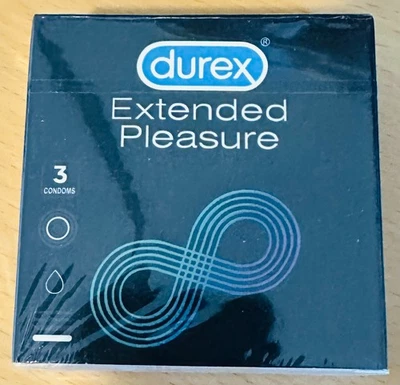 durex®
Extended
Pleasure
3
CONDOMS